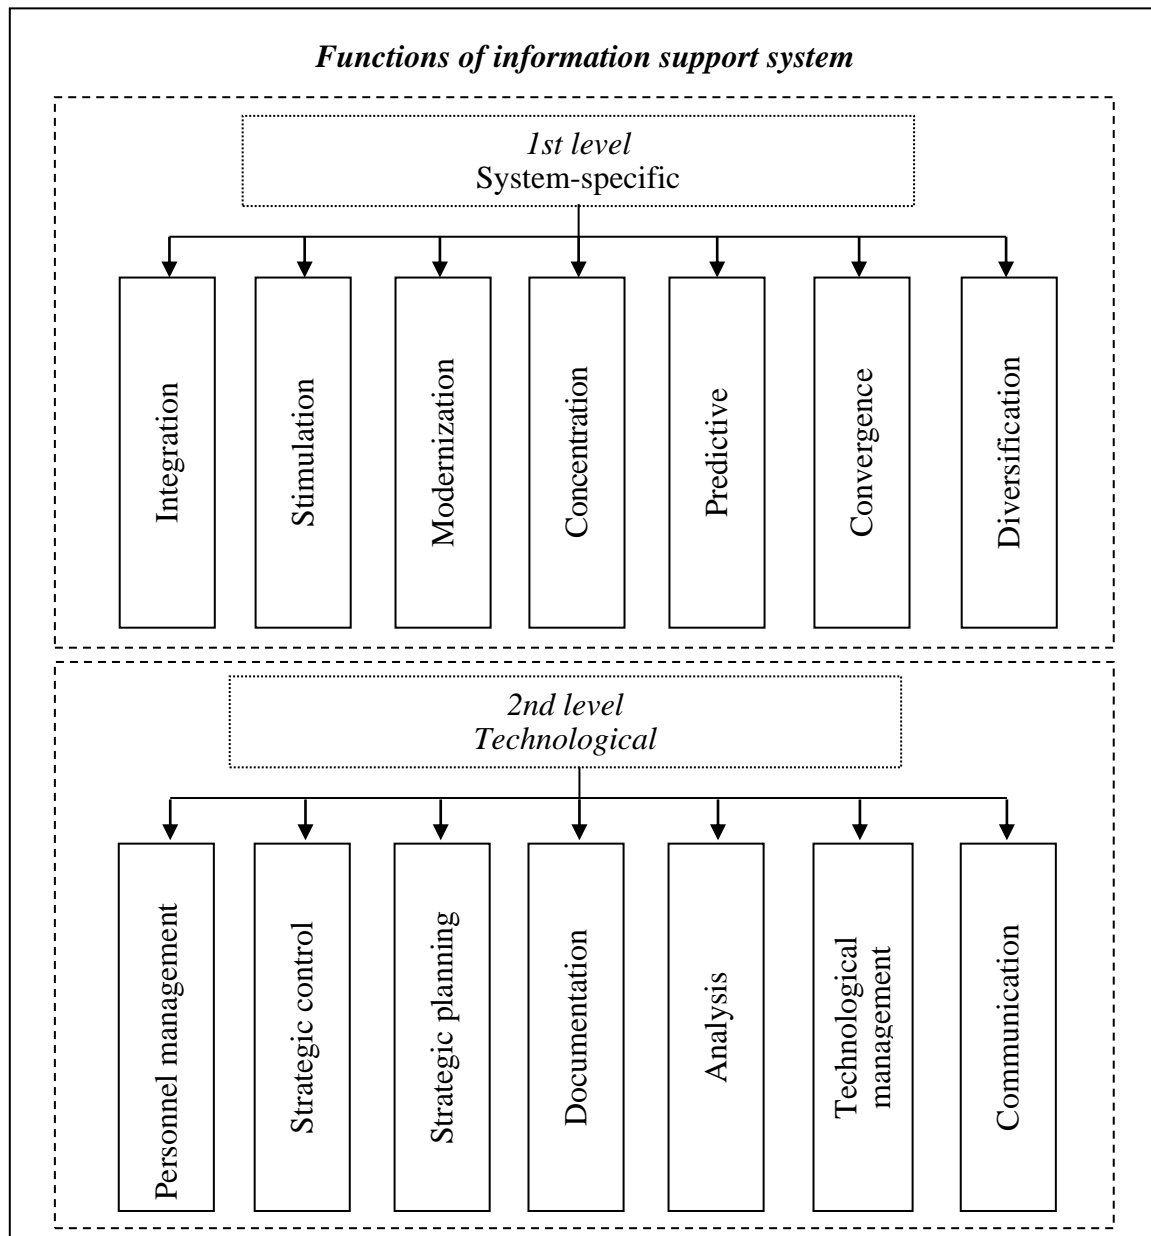 Functions of information support system
1st level
System-specific
Integration
Stimulation
Modernization
Concentration
Predictive
Convergence
Diversification
2nd level
Technological
Personnel management
Strategic control
Strategic planning
Documentation
Analysis
Technological
management
Communication